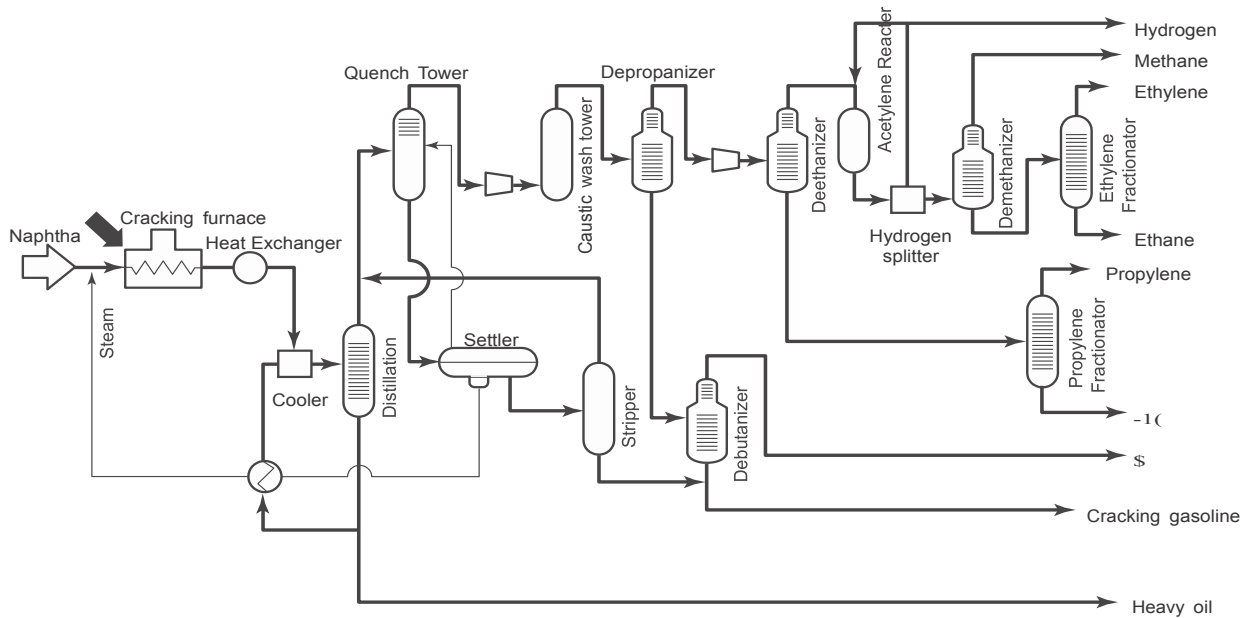 Hydrogen
Methane
Ethylene
Quench Tower
Depropanizer
Acetylene Reacter
Caustic wash tower
Deethanizer
Demethanizer
Ethylene
Fractionator
Cracking furnace
Naphtha
Heat Exchanger
Hydrogen
splitter
Ethane
Propylene
Steam
Settler
Cooler
Distillation
Stripper
Debutanizer
Propylene
Fractionator
-1(
$
Cracking gasoline
Heavy oil